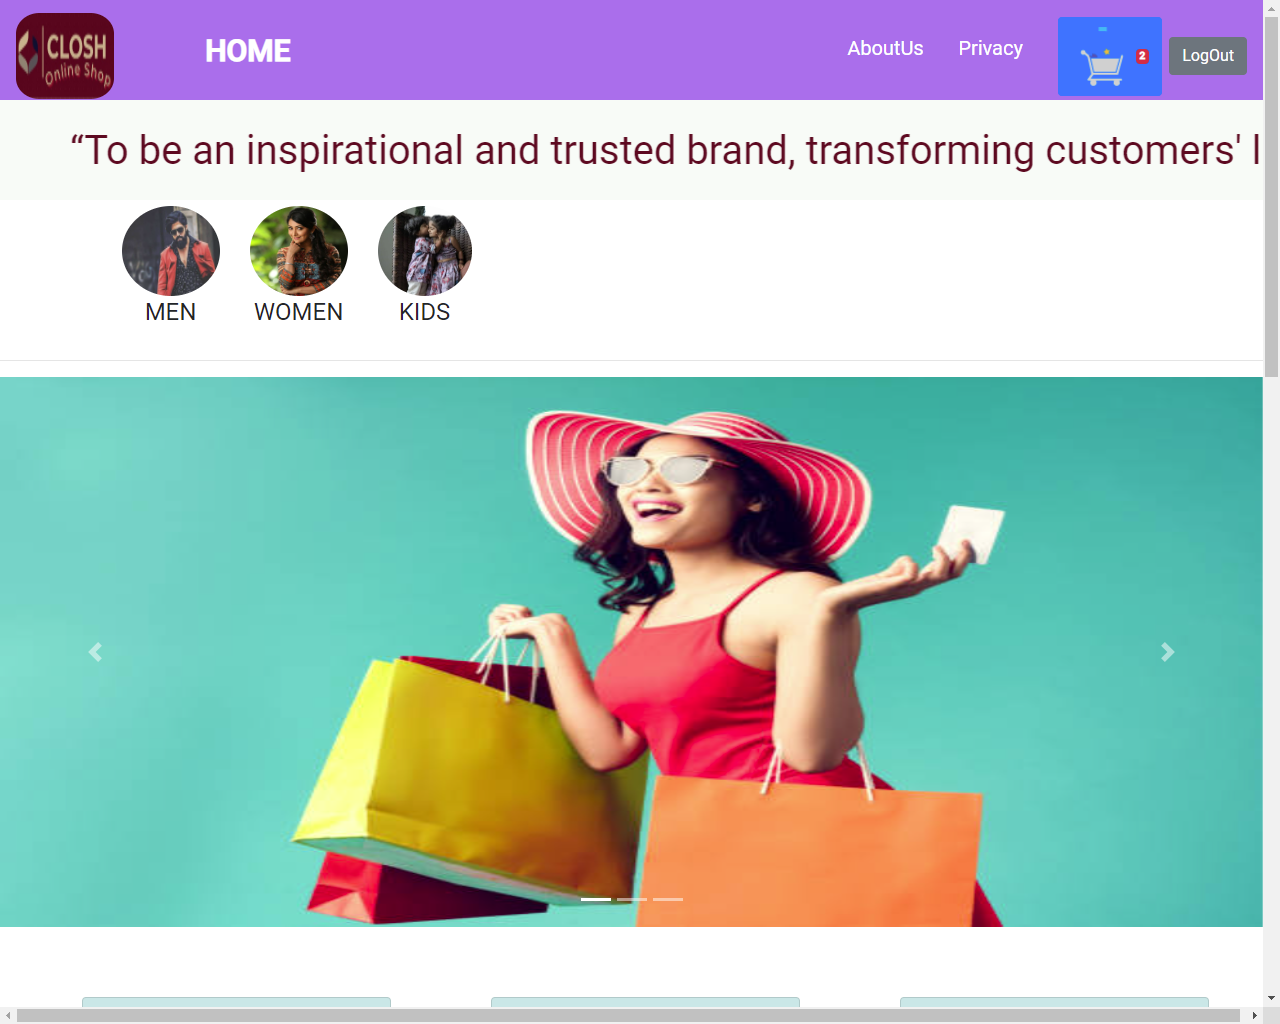 CLOSH
Online Shop
HOME
AboutUs
Privacy
2
LogOut
“To be an inspirational and trusted brand, transforming customers' l
MEN
WOMEN
KIDS